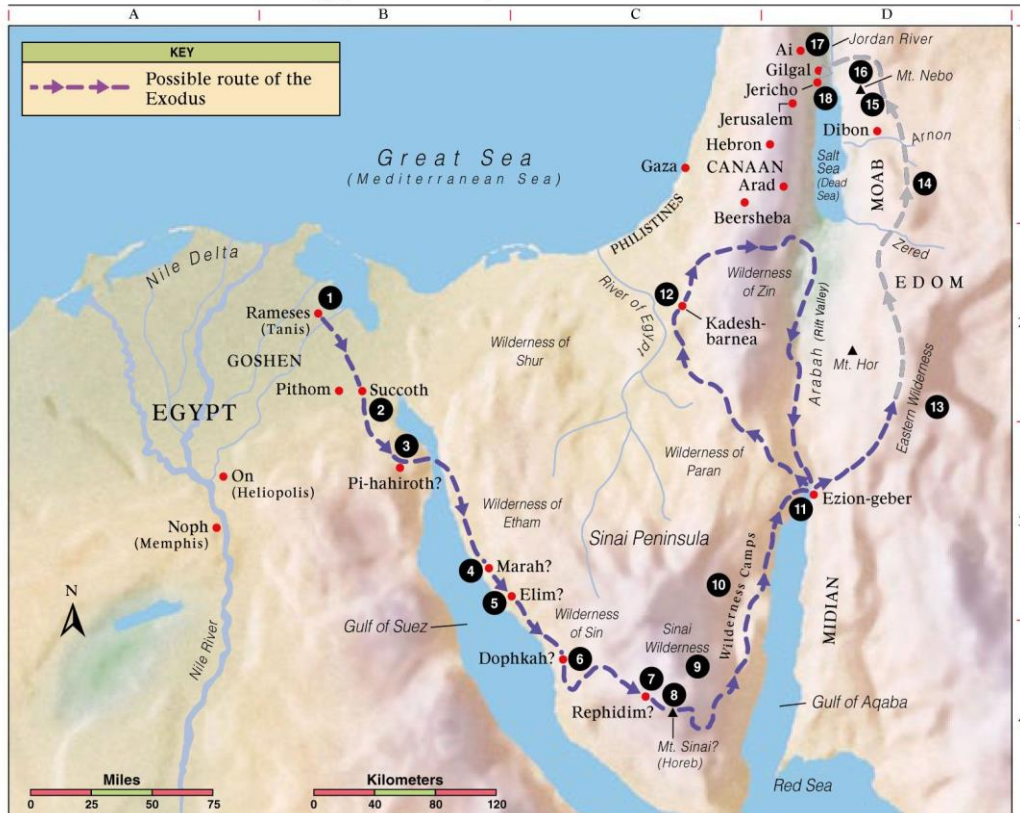 A B C D
KEY
Possible route of the
Exodus
Great Sea
(Mediterranean Sea)
Ai
17
Jordan River
Gilgal
16
Mt. Nebo
Jericho
18
15
Jerusalem
Dibon
Arnon
Hebron
CANAAN
Salt
Sea
(Dead
Sea)
MOAB
14
Gaza
Arad
Beersheba
PHILISTINES
Zered
EDOM
Nile Delta
1
Rameses
(Tanis)
GOSHEN
Wilderness of
Shur
River of Egypt
12
Kadesh-
barnea
Wilderness
of Zin
Arabah (Rift Valley)
Mt. Hor
Eastern Wilderness
13
Pithom
Succoth
2
EGYPT
3
Pi-hahiroth?
On
(Heliopolis)
Noph
(Memphis)
Wilderness of
Etham
Wilderness of
Paran
11
Ezion-geber
Sinai Peninsula
4
Marah?
5
Elim?
10
Wilderness Camps
MIDIAN
N
Nile River
Gulf of Suez
Wilderness
of Sin
Sinai
Wilderness
Dophkah?
6
7
8
9
Rephidim?
Mt. Sinai?
(Horeb)
Gulf of Aqaba
Red Sea
Miles
0 25 50 75
Kilometers
0 40 80 120